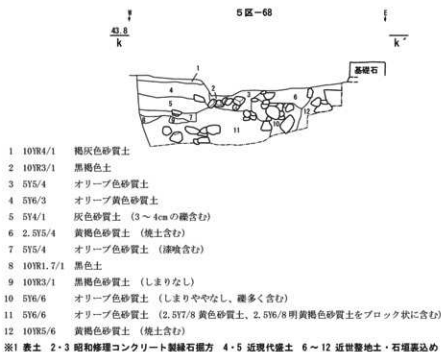 5区−68
W
E
43.8
k
k´
基礎石
1
2
3
4
5
6
12
7
8
9
10
11
1 10YR4/1 褐灰色砂質土
2 10YR3/1 黒褐色土
3 5Y5/4 オリーブ色砂質土
4 5Y6/3 オリーブ黄色砂質土
5 5Y4/1 灰色砂質土 (3～4cmの礫含む)
6 2.5Y5/4 黄褐色砂質土 (焼土含む)
7 5Y5/4 オリーブ色砂質土 (漆喰含む)
8 10YR1.7/1 黒色土
9 10YR3/1 黒褐色砂質土 (しまりなし)
10 5Y6/6 オリーブ色砂質土 (しまりややなし、礫多く含む)
11 5Y6/6 オリーブ色砂質土 (2.5Y7/8 黄色砂質土、2.5Y6/8 明黄褐色砂質土をブロック状に含む)
12 10YR5/6 黄褐色砂質土 (焼土含む)
※1 表土 2・3 昭和修理コンクリート製縁石掘方 4・5 近現代盛土 6～12 近世整地土・石垣裏込め